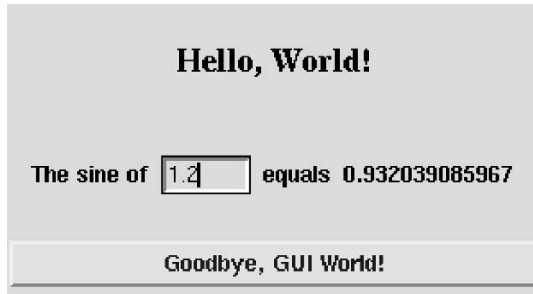 Hello, World!
The sine of 1.2 equals 0.932039085967
Goodbye, GUI World!